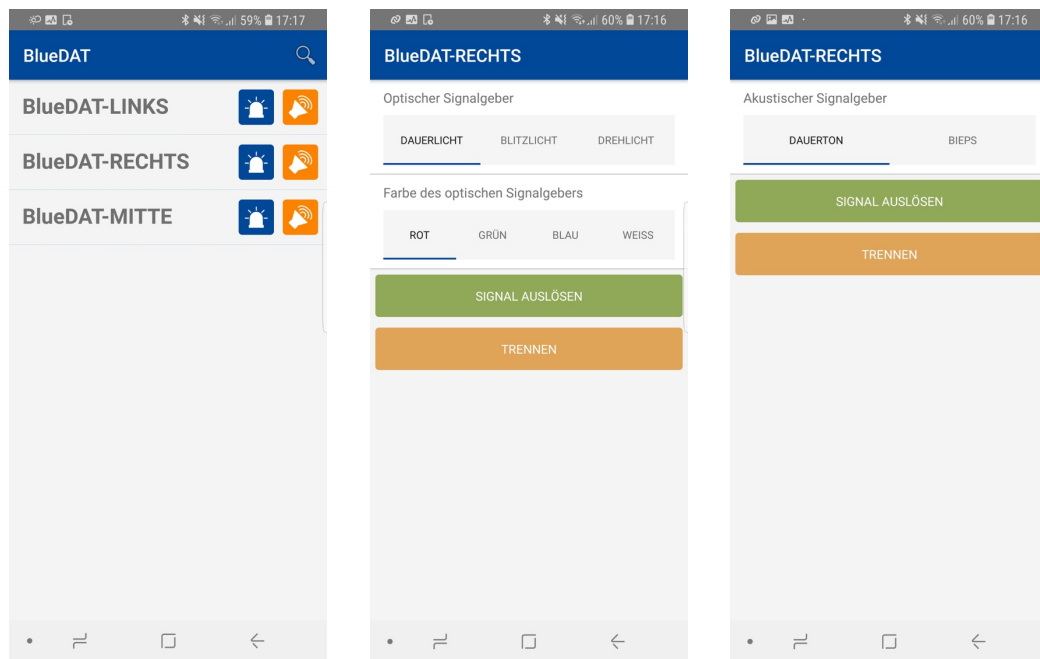 59% 17:17
BlueDAT
BlueDAT-LINKS
BlueDAT-RECHTS
BlueDAT-MITTE
60% 17:16
BlueDAT-RECHTS
Optischer Signalgeber
DAUERLICHT BLITZLICHT DREHLICHT
Farbe des optischen Signalgebers
ROT GRÜN BLAU WEISS
SIGNAL AUSLÖSEN
TRENNEN
60% 17:16
BlueDAT-RECHTS
Akustischer Signalgeber
DAUERTON BIEPS
SIGNAL AUSLÖSEN
TRENNEN